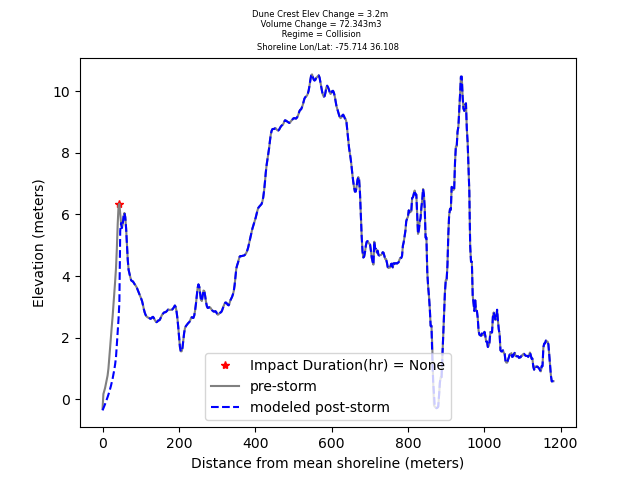 Dune Crest Elev Change = 3.2m
Volume Change = 72.343m3
Regime = Collision
Shoreline Lon/Lat: -75.714 36.108
10
8
6
4
2
0
Elevation (meters)
Impact Duration(hr) = None
pre-storm
modeled post-storm
0 200 400 600 800 1000 1200
Distance from mean shoreline (meters)